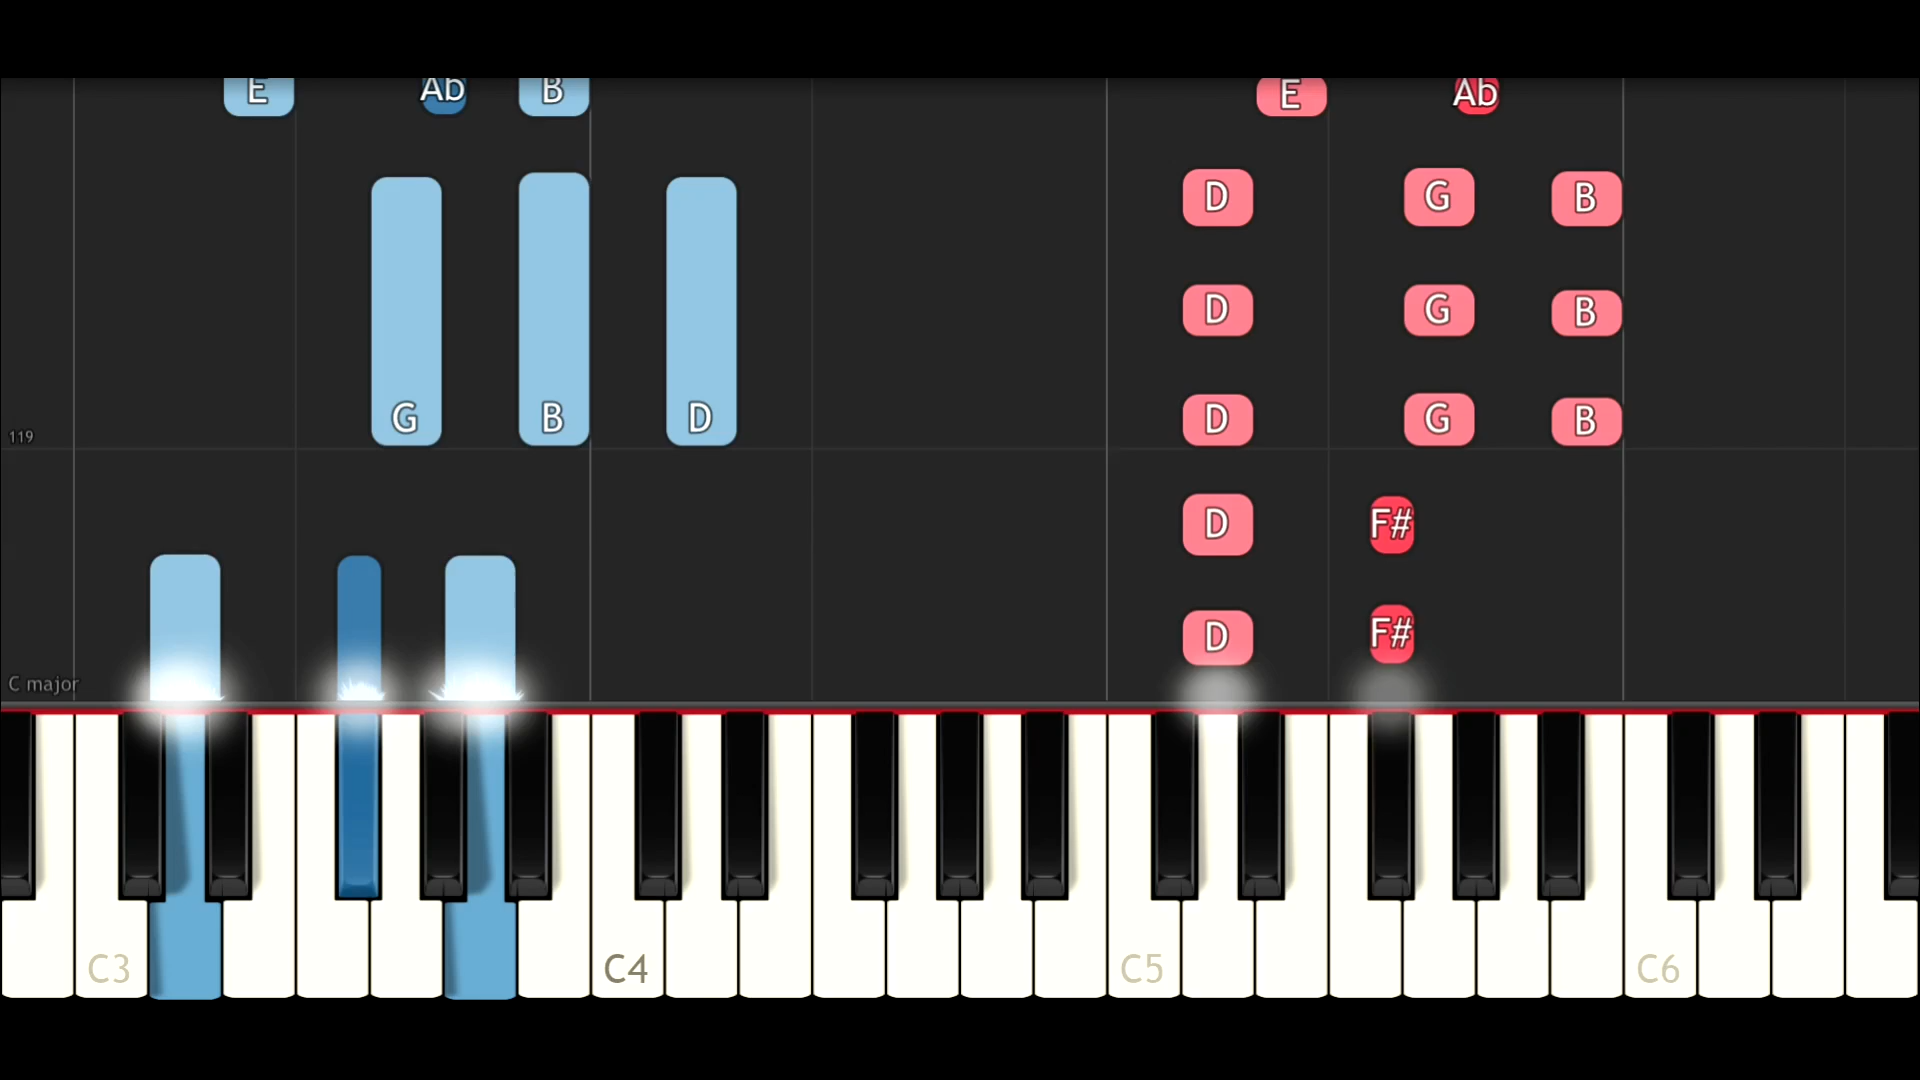 E Ab B E Ab
D G B
D G B
G B D D G B
119
D F#
D F#
C major
C3 C4 C5 C6